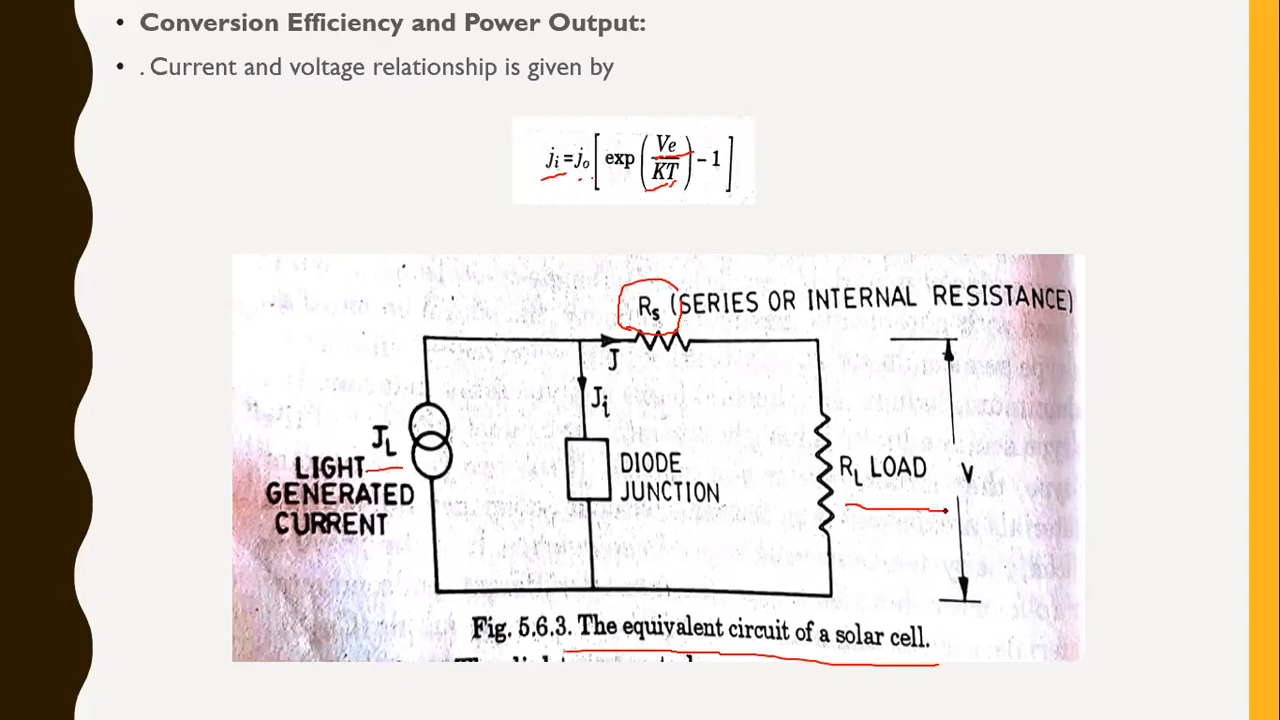 • Conversion Efficiency and Power Output:
• . Current and voltage relationship is given by
jᵢ=jₒ[exp(Ve/KT)-1]
Rₛ (SERIES OR INTERNAL RESISTANCE)
J
Jᵢ
J_L
LIGHT
GENERATED
CURRENT
DIODE
JUNCTION
R_L LOAD
V
Fig. 5.6.3. The equivalent circuit of a solar cell.